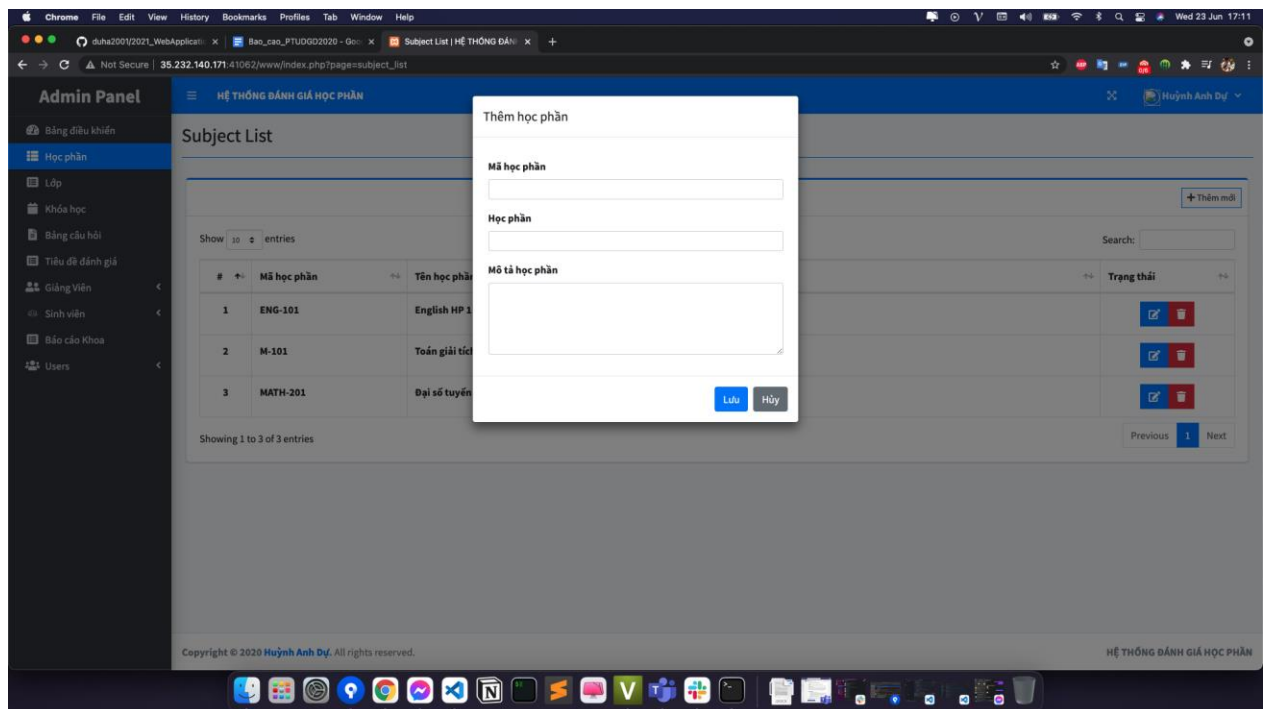 Chrome File Edit View History Bookmarks Profiles Tab Window Help Wed 23 Jun 17:11
duha2001/2021_WebApplicatio Bao_cao_PTUDGD2020 - Goo Subject List | HỆ THỐNG ĐÁN
Not Secure | 35.232.140.171:41062/www/index.php?page=subject_list
Admin Panel
HỆ THỐNG ĐÁNH GIÁ HỌC PHẦN
Huỳnh Anh Dự
Bảng điều khiển
Học phần
Lớp
Khóa học
Bảng câu hỏi
Tiêu đề đánh giá
Giảng Viên
Sinh viên
Báo cáo Khoa
Users
Subject List
+ Thêm mới
Show 10 entries
Search:
# Mã học phần Tên học phần Trạng thái
1 ENG-101 English HP 1
2 M-101 Toán giải tích
3 MATH-201 Đại số tuyến
Showing 1 to 3 of 3 entries
Previous 1 Next
Thêm học phần
Mã học phần
Học phần
Mô tả học phần
Lưu Hủy
Copyright © 2020 Huỳnh Anh Dự. All rights reserved.
HỆ THỐNG ĐÁNH GIÁ HỌC PHẦN